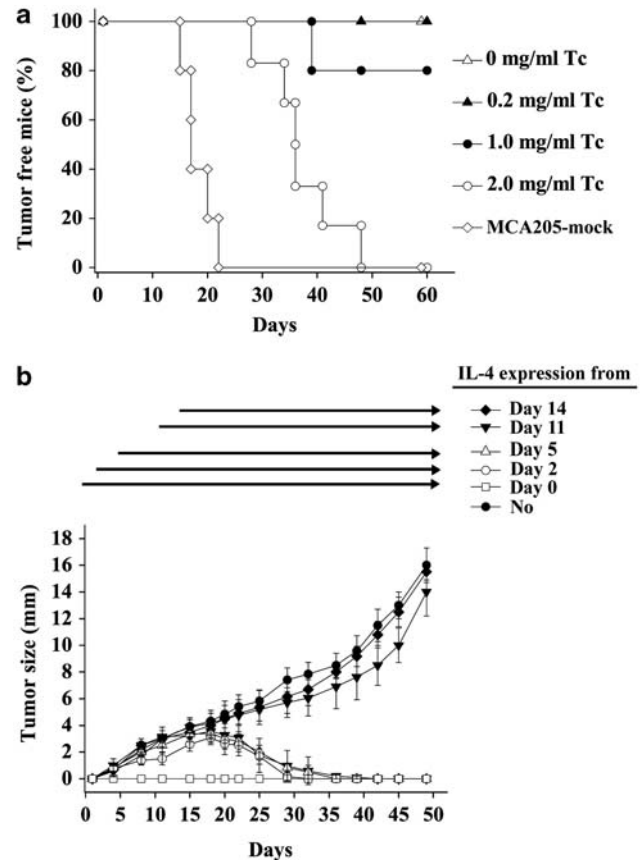 a
Tumor free mice (%)
100
80
60
40
20
0
0
10
20
30
40
50
60
Days
0 mg/ml Tc
0.2 mg/ml Tc
1.0 mg/ml Tc
2.0 mg/ml Tc
MCA205-mock
b
IL-4 expression from
Day 14
Day 11
Day 5
Day 2
Day 0
No
Tumor size (mm)
18
16
14
12
10
8
6
4
2
0
0
5
10
15
20
25
30
35
40
45
50
Days